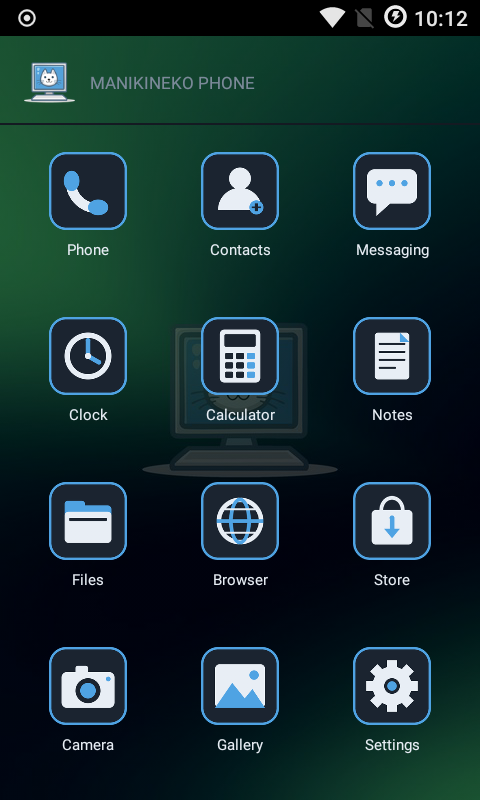 10:12
MANIKINEKO PHONE
Phone
Contacts
Messaging
Clock
Calculator
Notes
Files
Browser
Store
Camera
Gallery
Settings